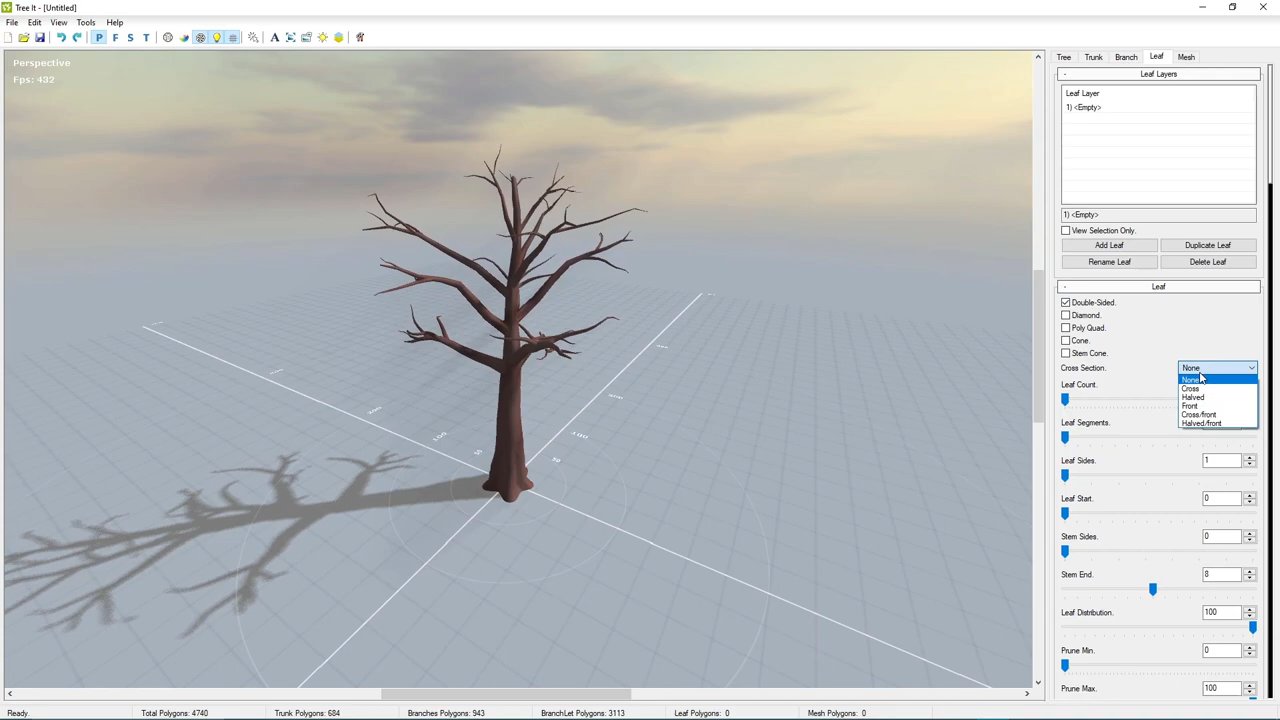 Tree It - [Untitled]
File Edit View Tools Help
P F S T A
Perspective
Fps: 432
Tree Trunk Branch Leaf Mesh
- Leaf Layers
Leaf Layer
1) <Empty>
1) <Empty>
View Selection Only.
Add Leaf Duplicate Leaf
Rename Leaf Delete Leaf
- Leaf
Double-Sided.
Diamond.
Poly Quad.
Cone.
Stem Cone.
Cross Section. None
None
Cross
Halved
Front
Cross/front
Halved/front
Leaf Count.
Leaf Segments.
Leaf Sides. 1
Leaf Start. 0
Stem Sides. 0
Stem End. 8
Leaf Distribution. 100
Prune Min. 0
Prune Max. 100
Ready. Total Polygons: 4740 Trunk Polygons: 684 Branches Polygons: 943 BranchLet Polygons: 3113 Leaf Polygons: 0 Mesh Polygons: 0